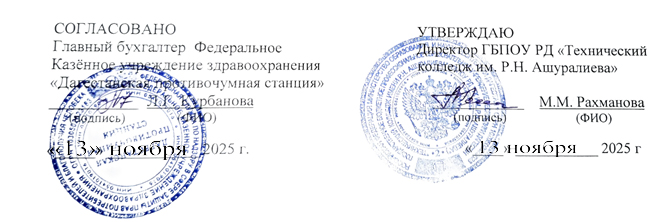 СОГЛАСОВАНО
Главный бухгалтер Федеральное
Казённое учреждение здравоохранения
«Дагестанская противочумная станция»
Курбанова
(подпись) (ФИО)
«13» ноября 2025 г.
УТВЕРЖДАЮ
Директор ГБПОУ РД «Технический
колледж им. Р.Н. Ашуралиева»
М.М. Рахманова
(подпись) (ФИО)
« 13 ноября 2025 г